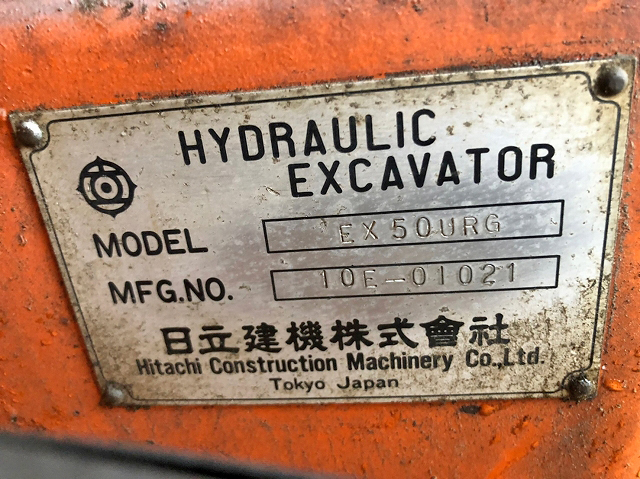 HYDRAULIC
EXCAVATOR
MODEL EX50URG
MFG.NO. 10E-01021
日立建機株式會社
Hitachi Construction Machinery Co.,Ltd.
Tokyo Japan